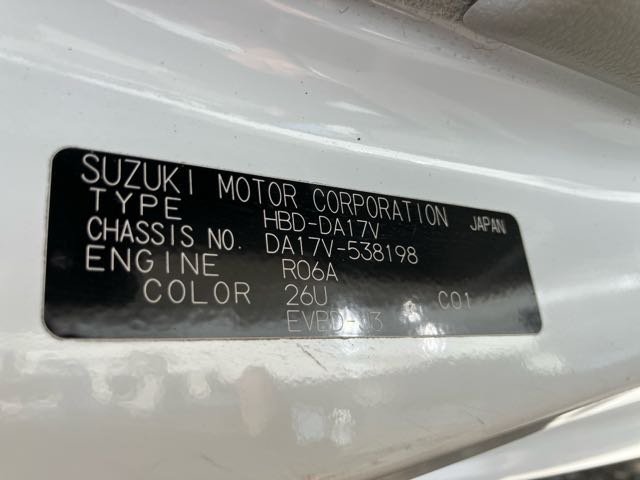 SUZUKI MOTOR CORPORATION JAPAN
TYPE HBD-DA17V
CHASSIS NO. DA17V-538198
ENGINE R06A
COLOR 26U C01